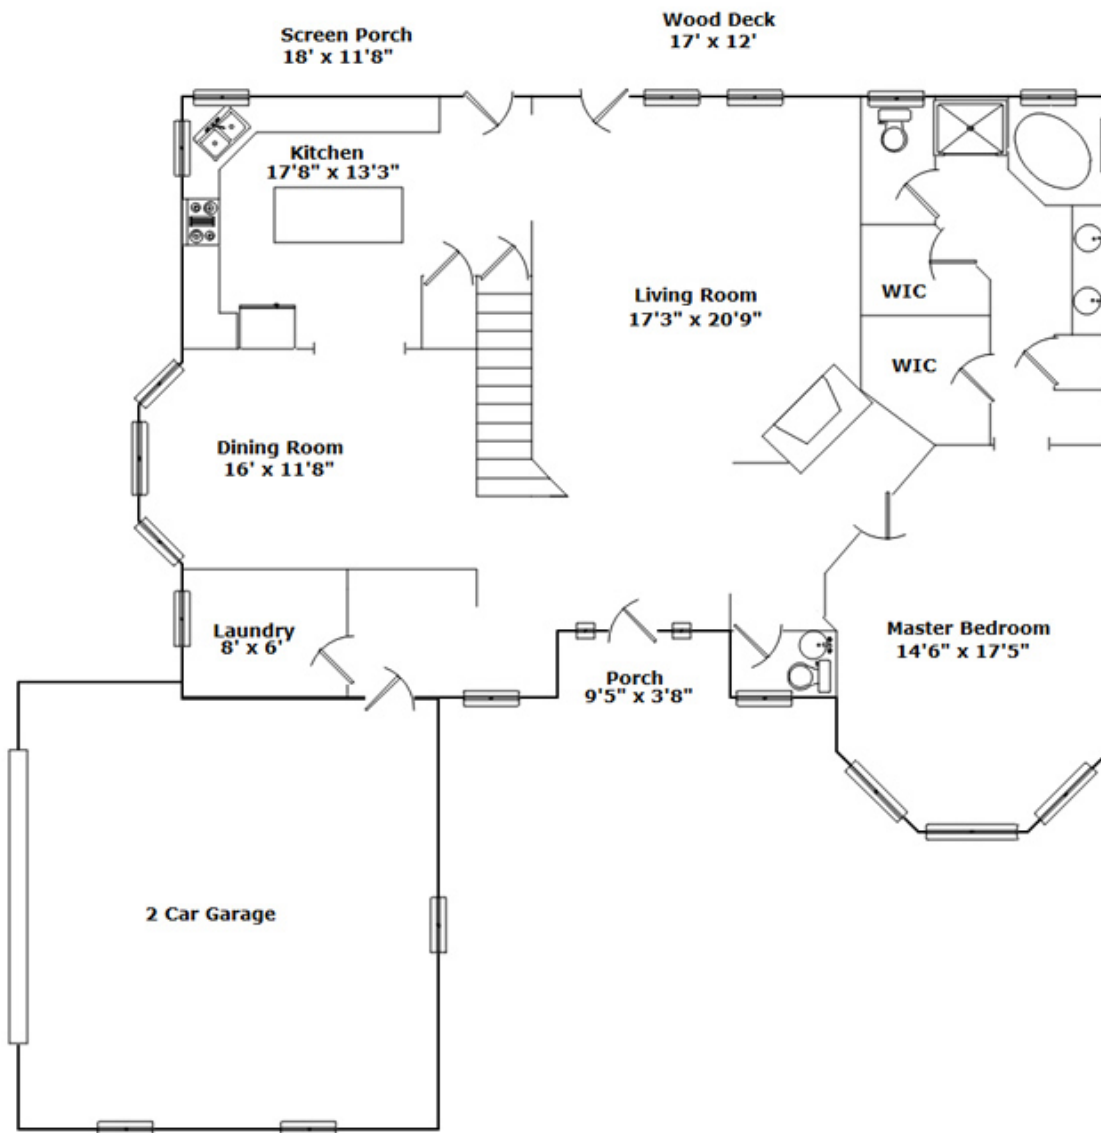 Screen Porch
18' x 11'8"
Wood Deck
17' x 12'
Kitchen
17'8" x 13'3"
Living Room
17'3" x 20'9"
WIC
WIC
Dining Room
16' x 11'8"
Laundry
8' x 6'
Porch
9'5" x 3'8"
Master Bedroom
14'6" x 17'5"
2 Car Garage